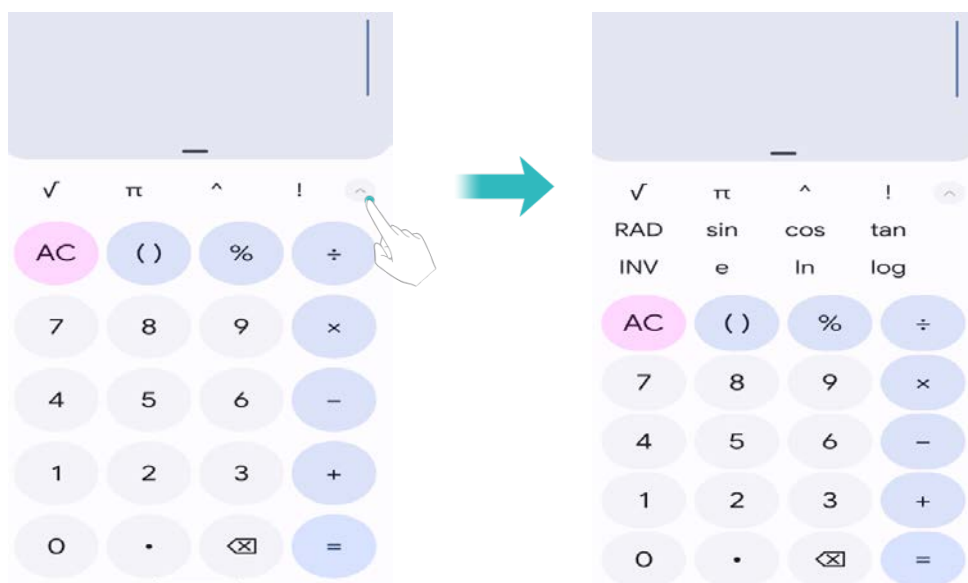 √ π ^ !
AC ( ) % ÷
7 8 9 ×
4 5 6 −
1 2 3 +
0 . =
√ π ^ !
RAD sin cos tan
INV e ln log
AC ( ) % ÷
7 8 9 ×
4 5 6 −
1 2 3 +
0 . =